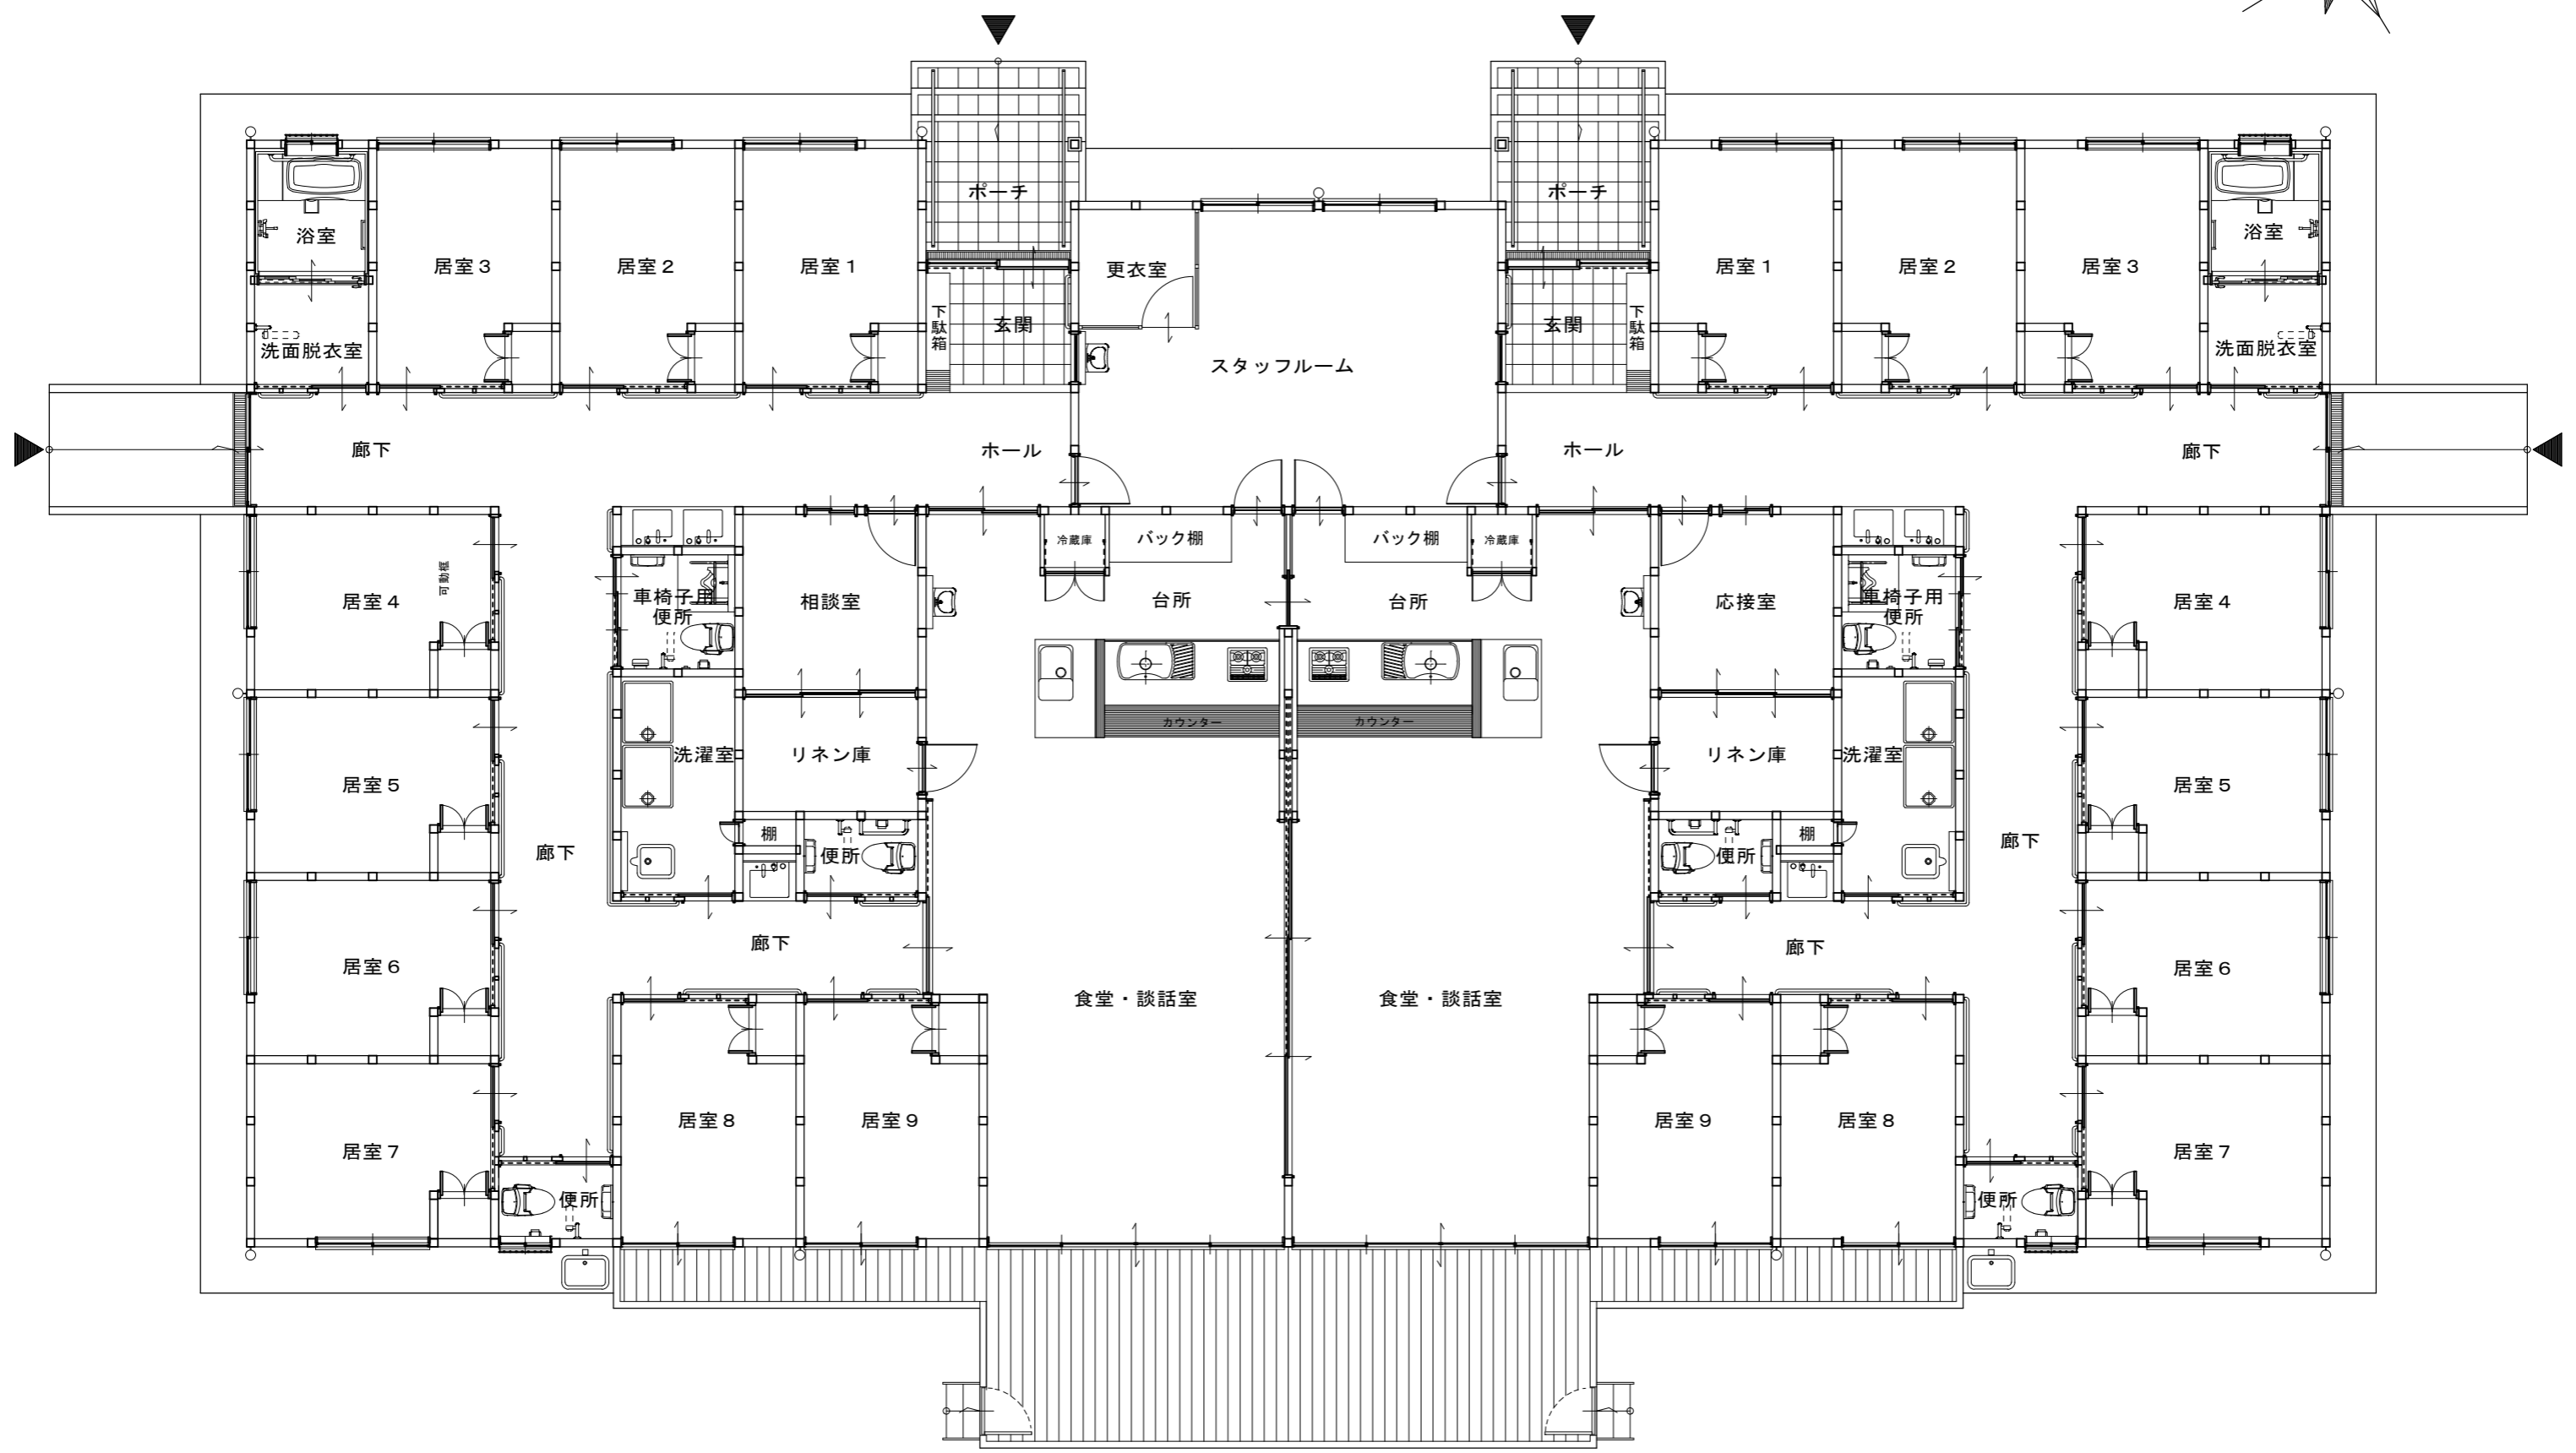 ポーチ
ポーチ
浴室
居室3
居室2
居室1
更衣室
居室1
居室2
居室3
浴室
下駄箱
玄関
玄関
下駄箱
洗面脱衣室
スタッフルーム
洗面脱衣室
廊下
ホール
ホール
廊下
冷蔵庫
バック棚
バック棚
冷蔵庫
可動框
居室4
車椅子用
便所
相談室
台所
台所
応接室
車椅子用
便所
居室4
カウンター
カウンター
居室5
洗濯室
リネン庫
リネン庫
洗濯室
居室5
廊下
棚
便所
便所
棚
廊下
居室6
廊下
食堂・談話室
食堂・談話室
廊下
居室6
居室7
居室8
居室9
居室9
居室8
居室7
便所
便所